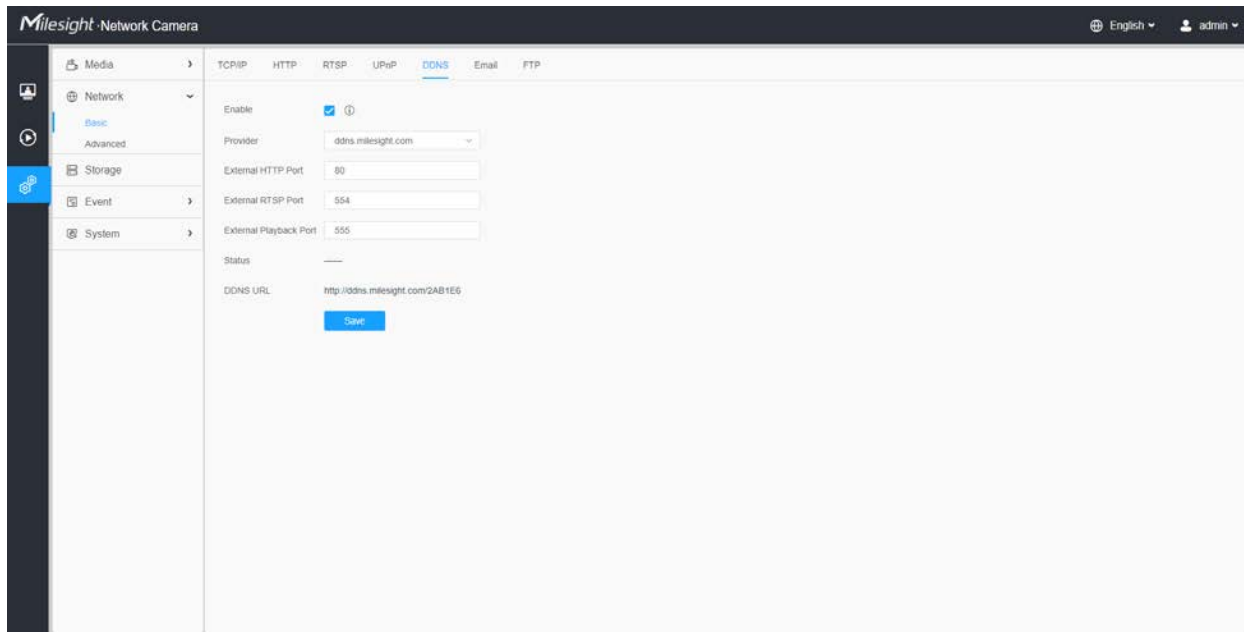 Milesight ·Network Camera
English
admin
Media
TCP/IP HTTP RTSP UPnP DDNS Email FTP
Network
Basic
Advanced
Storage
Event
System
Enable
Provider ddns.milesight.com
External HTTP Port 80
External RTSP Port 554
External Playback Port 555
Status -----
DDNS URL http://ddns.milesight.com/2AB1E6
Save